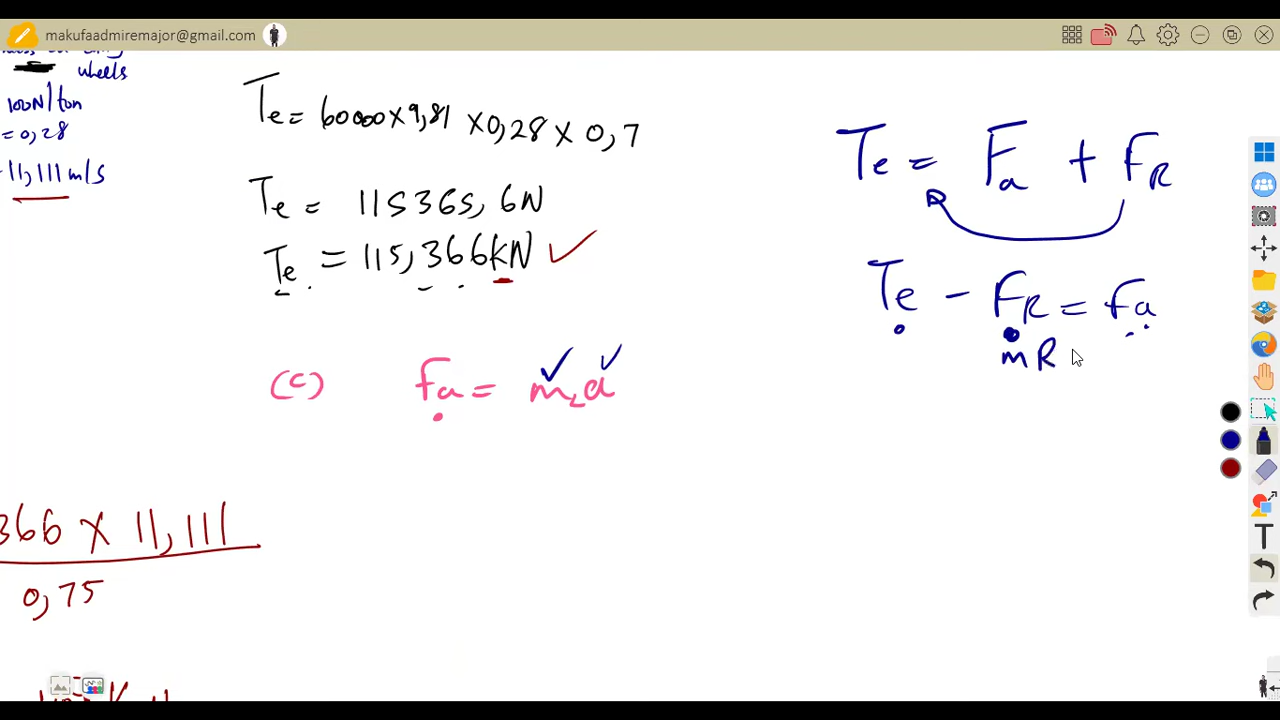 makufaadmiremajor@gmail.com
wheels
100N/ton
= 0,28
11,111 m/s
Te = 60000 x 9,81 x 0,28 x 0,7
Te = 115365,6N
Te = 115,366kN ✓
(c) fa = m₂a
366 x 11,111
0,75
Te = Fa + FR
Te - FR = fa
mR
T